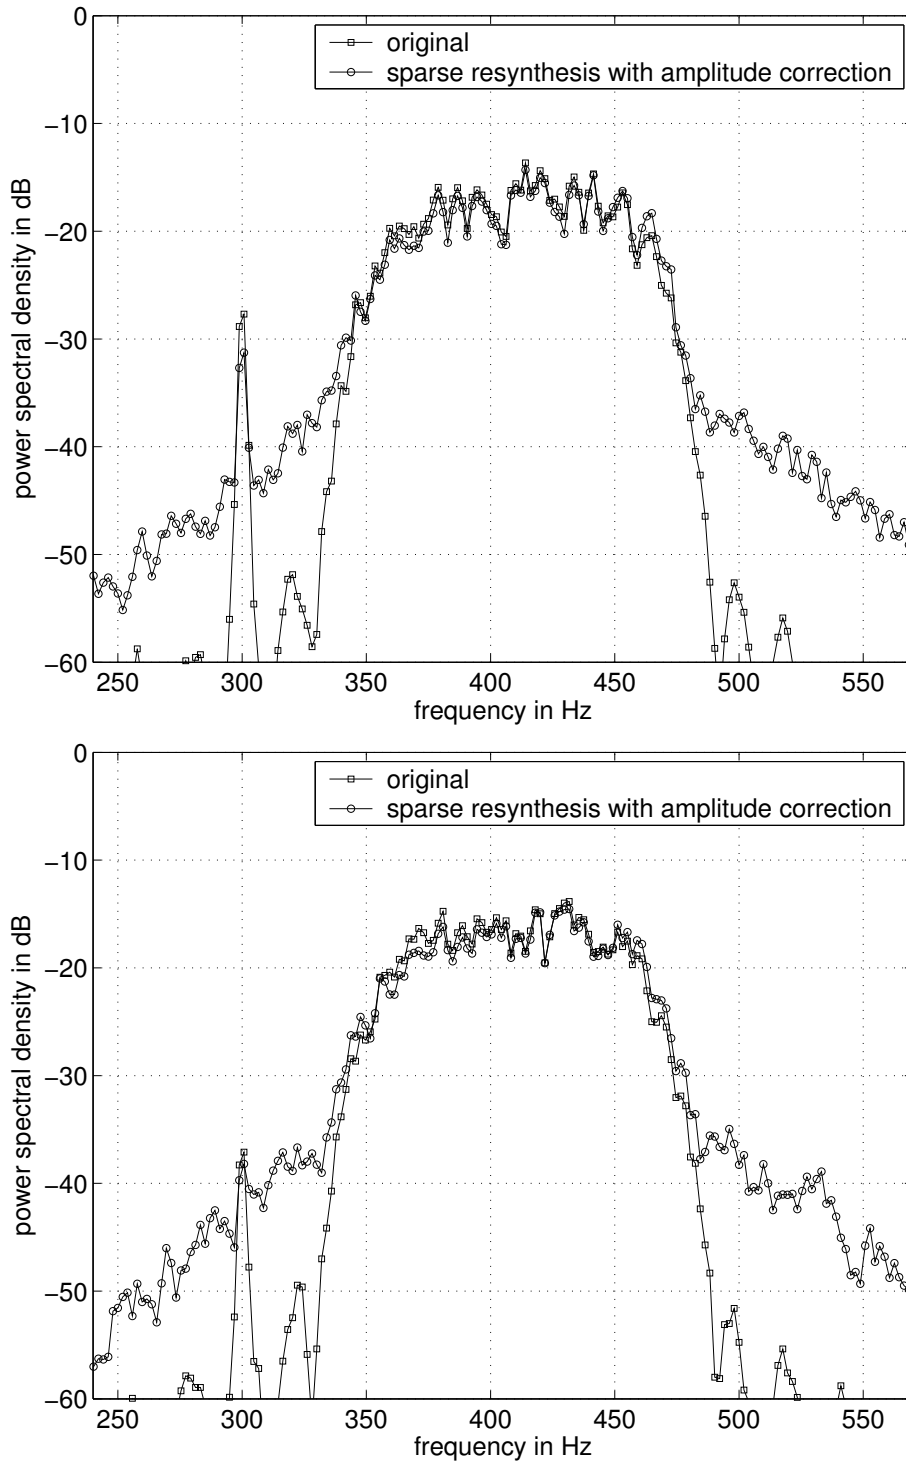 0
−10
−20
−30
−40
−50
−60
power spectral density in dB
original
sparse resynthesis with amplitude correction
250 300 350 400 450 500 550
frequency in Hz
0
−10
−20
−30
−40
−50
−60
power spectral density in dB
original
sparse resynthesis with amplitude correction
250 300 350 400 450 500 550
frequency in Hz